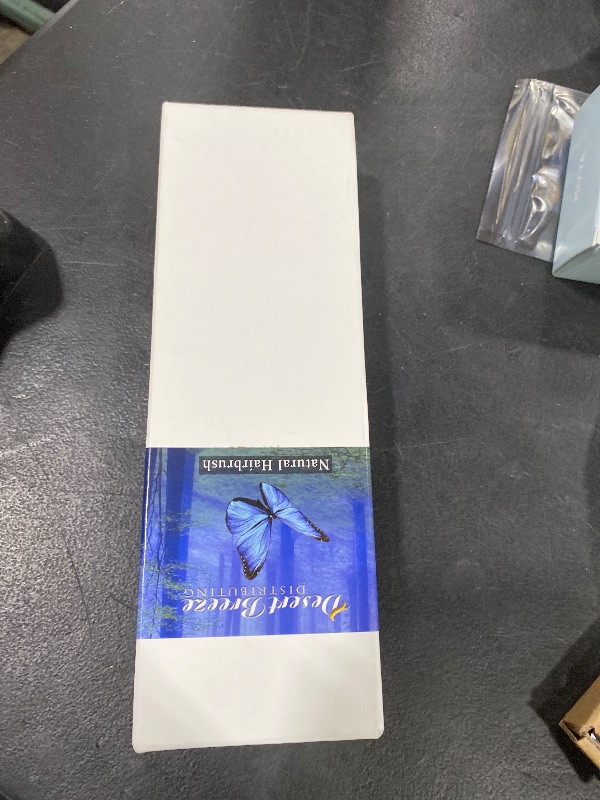 Desert Breeze
DISTRIBUTING
Natural Hairbrush